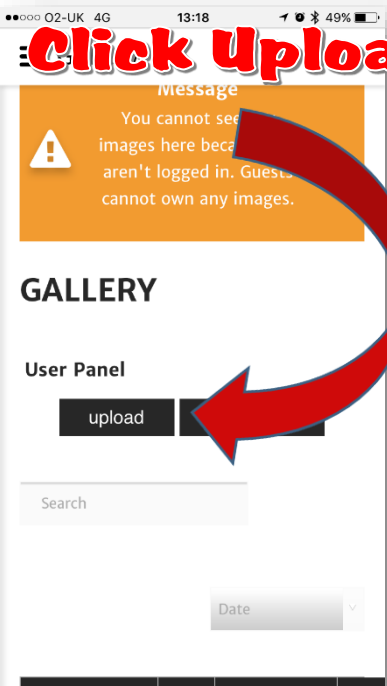 O2-UK 4G 13:18 49%
Click Uploa
Message
You cannot see
images here beca
aren't logged in. Guests
cannot own any images.
GALLERY
User Panel
upload
Search
Date